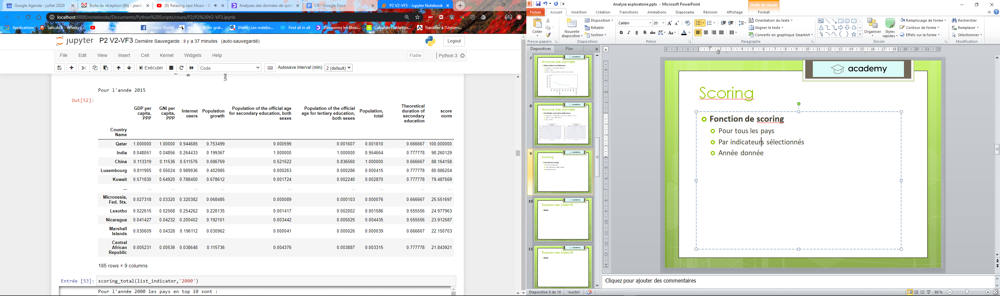 Google Agenda - juillet 2020
Boîte de réception (86) - jeanb
(9) Relaxing Jazz Music - B
Analysez des données de systè
CR - Google Docs
P2 V2-VF3 - Jupyter Notebook
localhost:8888/notebooks/Documents/Python%20Scripts/cours/P2/P2%20V2-VF3.ipynb
Applications
Satsuki.fr - Whisky j...
Creator Studio
Vidéo : Les notebo...
Find all in all
Découvrez les librai...
Calcul de l'isolation...
Travailler à l'Univers...
jupyter P2 V2-VF3 Dernière Sauvegarde : il y a 37 minutes (auto-sauvegardé)
Logout
File Edit View Insert Cell Kernel Widgets Help
Fiable Python 3
Exécuter Code Autosave interval (min): 2 (default)
Pour l'année 2015
Out[52]:
GDP per capita, PPP GNI per capita, PPP Internet users Population growth Population of the official age for secondary education, both sexes Population of the official age for tertiary education, both sexes Population, total Theoretical duration of secondary education score norm
Country Name
Qatar 1.000000 1.00000 0.944685 0.753499 0.000599 0.001607 0.001810 0.666667 100.000000
India 0.048051 0.04856 0.264433 0.199367 1.000000 1.000000 0.954664 0.777778 98.260129
China 0.113319 0.11536 0.511576 0.086769 0.521522 0.836560 1.000000 0.666667 88.164158
Luxembourg 0.811905 0.55024 0.989936 0.402985 0.000263 0.000286 0.000415 0.777778 80.886204
Kuwait 0.571830 0.64920 0.788450 0.678612 0.001724 0.002240 0.002870 0.777778 79.487569
... ... ... ... ... ... ... ... ... ...
Micronesia, Fed. Sts. 0.027318 0.03320 0.320382 0.068485 0.000089 0.000103 0.000076 0.666667 25.551697
Lesotho 0.022615 0.02568 0.254262 0.228135 0.001417 0.002002 0.001586 0.555556 24.977963
Nicaragua 0.041427 0.04232 0.200402 0.192101 0.003442 0.005025 0.004435 0.555556 23.912587
Marshall Islands 0.030609 0.04328 0.196112 0.030962 0.000041 0.000026 0.000039 0.666667 22.150703
Central African Republic 0.005231 0.00536 0.038648 0.115736 0.004376 0.003887 0.003315 0.777778 21.843921
185 rows × 9 columns
Entrée [53]: scoring_total(list_indicator,'2000')
Pour l'année 2000 les pays en top 10 sont :
Analyse exploratoire.pptx - Microsoft PowerPoint
Outils de dessin
Fichier Accueil Insertion Création Transitions Animations Diaporama Révision Affichage Format
Coller
Nouvelle diapositive
Disposition
Rétablir
Section
Calibri 20
Orientation du texte
Aligner le texte
Convertir en graphique SmartArt
Organiser
Styles rapides
Remplissage de forme
Contour de forme
Effets sur la forme
Rechercher
Remplacer
Sélectionner
Presse-papiers Diapositives Police Paragraphe Dessin Modification
Diapositives Plan
7
academy
Analyse des données
Observation d'un indicateur
8
academy
Analyse des données
Corrélation entre deux indicateurs
9
academy
Scoring
Fonction de scoring
Pour tous les pays
Par indicateurs sélectionnés
Année donnée
10
academy
Rappel des objectifs
11
academy
Rappel des objectifs
academy
Scoring
Fonction de scoring
Pour tous les pays
Par indicateurs sélectionnés
Année donnée
Cliquez pour ajouter des commentaires
Diapositive 9 de 18 "Austin" 88 %